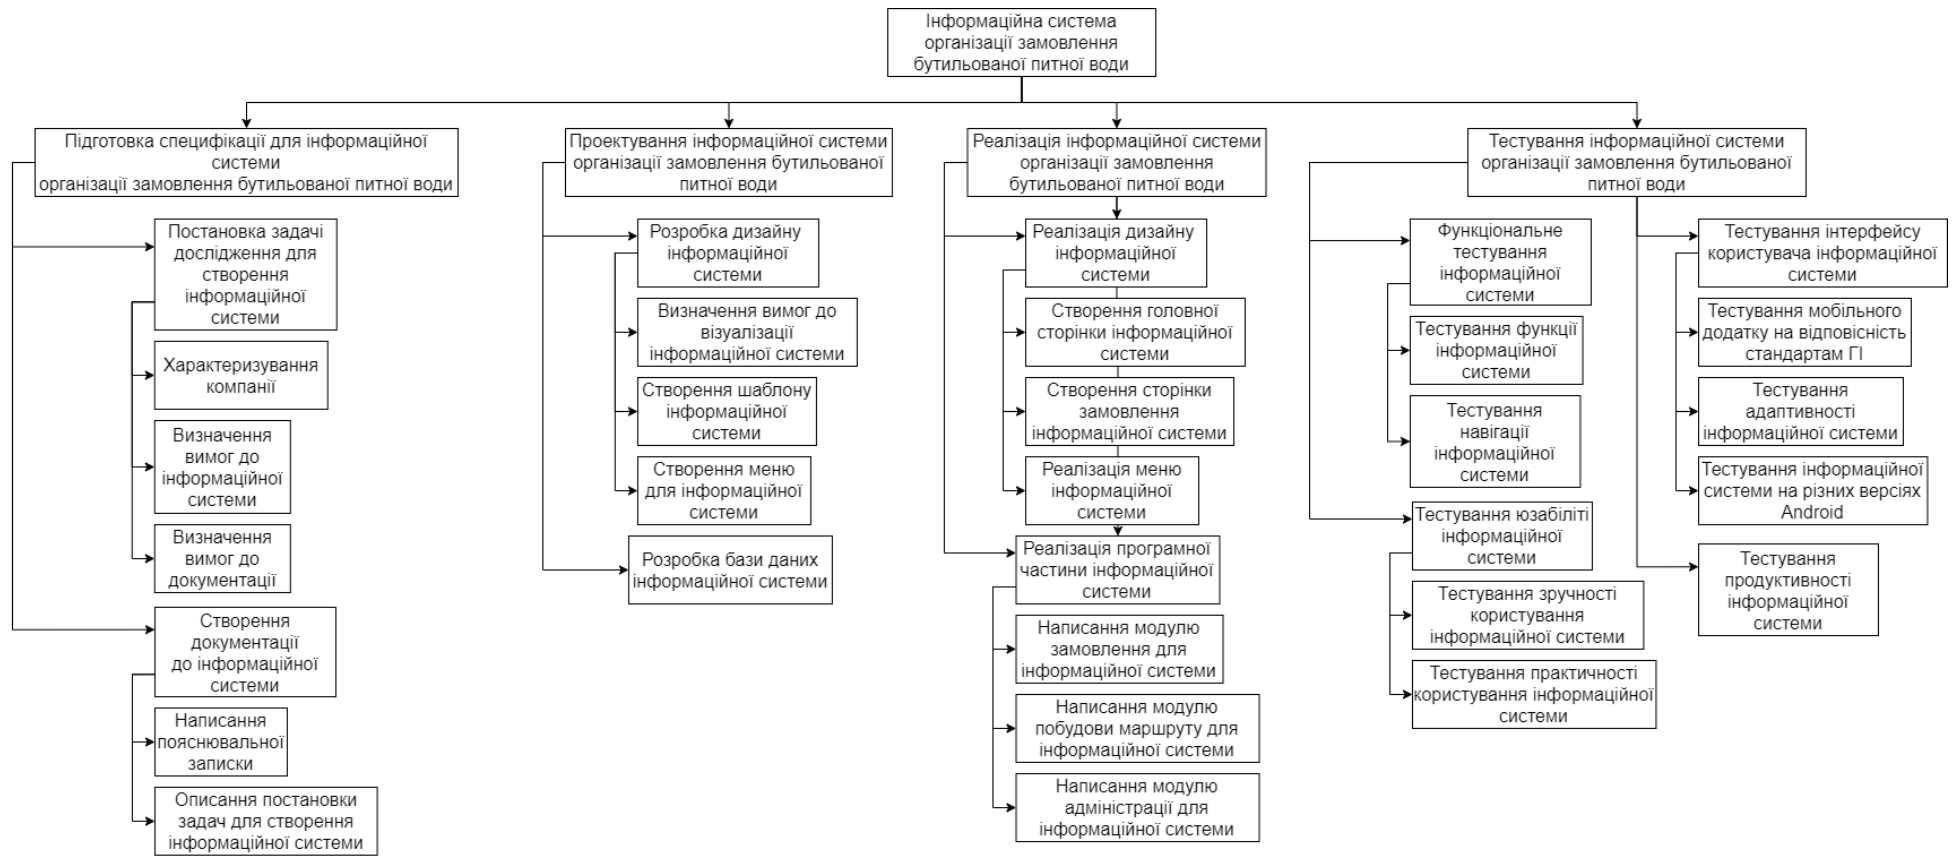 Інформаційна система
організації замовлення
бутильованої питної води
Підготовка специфікації для інформаційної
системи
організації замовлення бутильованої питної води
Постановка задачі
дослідження для
створення
інформаційної
системи
Характеризування
компанії
Визначення
вимог до
інформаційної
системи
Визначення
вимог до
документації
Створення
документації
до інформаційної
системи
Написання
пояснювальної
записки
Описання постановки
задач для створення
інформаційної системи
Проектування інформаційної системи
організації замовлення бутильованої
питної води
Розробка дизайну
інформаційної
системи
Визначення вимог до
візуалізації
інформаційної системи
Створення шаблону
інформаційної
системи
Створення меню
для інформаційної
системи
Розробка бази даних
інформаційної системи
Реалізація інформаційної системи
організації замовлення
бутильованої питної води
Реалізація дизайну
інформаційної
системи
Створення головної
сторінки інформаційної
системи
Створення сторінки
замовлення
інформаційної системи
Реалізація меню
інформаційної
системи
Реалізація програмної
частини інформаційної
системи
Написання модулю
замовлення для
інформаційної системи
Написання модулю
побудови маршруту для
інформаційної системи
Написання модулю
адміністрації для
інформаційної системи
Тестування інформаційної системи
організації замовлення бутильованої
питної води
Функціональне
тестування
інформаційної
системи
Тестування функції
інформаційної
системи
Тестування
навігації
інформаційної
системи
Тестування юзабіліті
інформаційної
системи
Тестування зручності
користування
інформаційної системи
Тестування практичності
користування інформаційної
системи
Тестування інтерфейсу
користувача інформаційної
системи
Тестування мобільного
додатку на відповісність
стандартам ГІ
Тестування
адаптивності
інформаційної системи
Тестування інформаційної
системи на різних версіях
Android
Тестування
продуктивності
інформаційної
системи